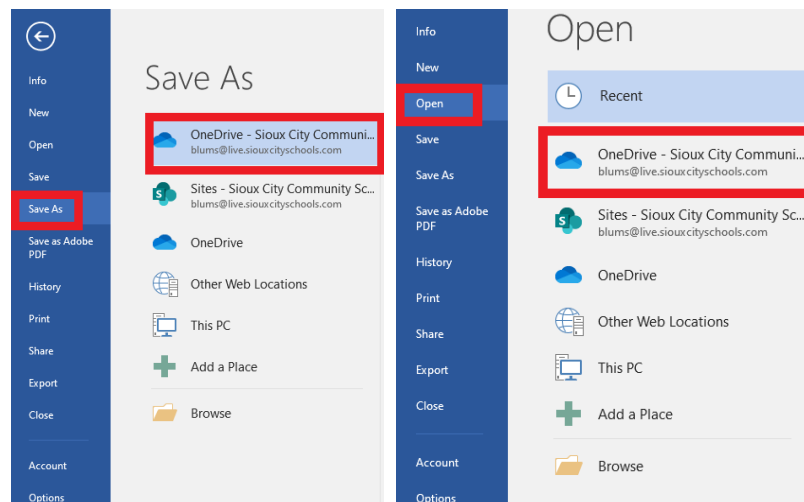 Info
New
Open
Save
Save As
Save as Adobe
PDF
History
Print
Share
Export
Close
Account
Options
Save As
OneDrive - Sioux City Communi...
blums@live.siouxcityschools.com
S
Sites - Sioux City Community Sc...
blums@live.siouxcityschools.com
OneDrive
Other Web Locations
This PC
Add a Place
Browse
Info
New
Open
Save
Save As
Save as Adobe
PDF
History
Print
Share
Export
Close
Account
Options
Open
Recent
OneDrive - Sioux City Communi...
blums@live.siouxcityschools.com
S
Sites - Sioux City Community Sc...
blums@live.siouxcityschools.com
OneDrive
Other Web Locations
This PC
Add a Place
Browse